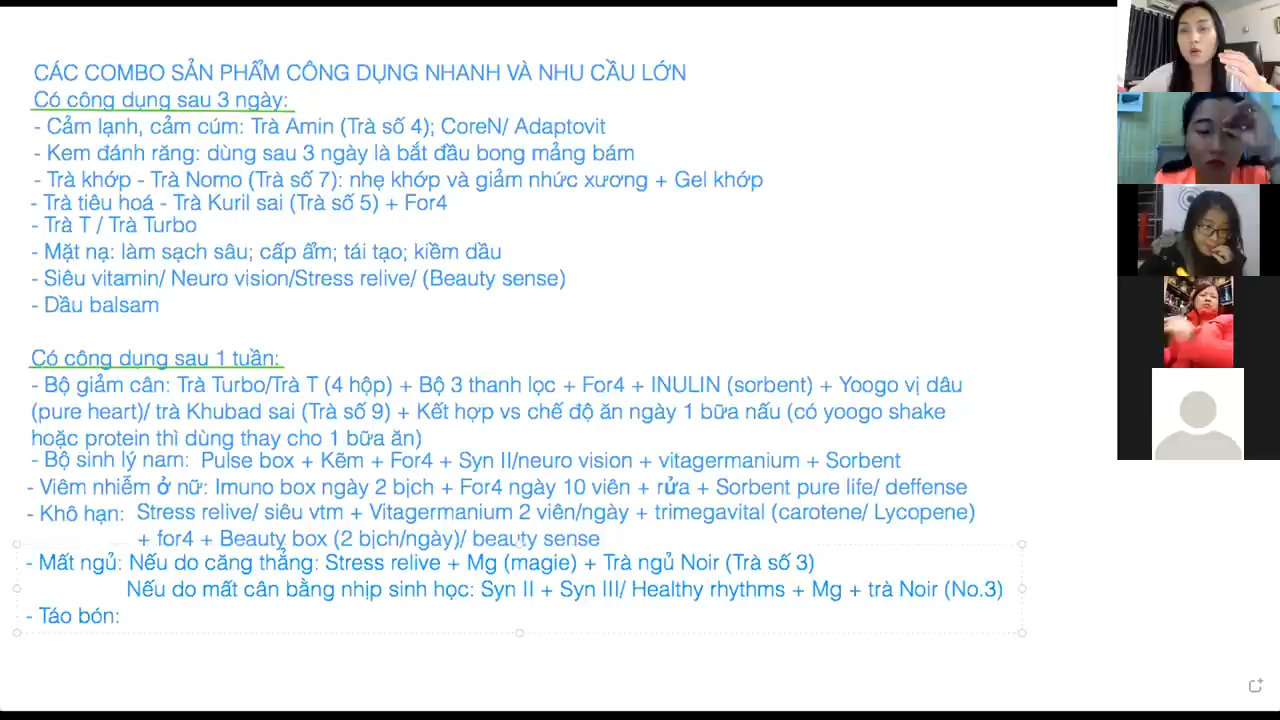 CÁC COMBO SẢN PHẨM CÔNG DỤNG NHANH VÀ NHU CẦU LỚN
Có công dụng sau 3 ngày:
- Cảm lạnh, cảm cúm: Trà Amin (Trà số 4); CoreN/ Adaptovit
- Kem đánh răng: dùng sau 3 ngày là bắt đầu bong mảng bám
- Trà khớp - Trà Nomo (Trà số 7): nhẹ khớp và giảm nhức xương + Gel khớp
- Trà tiêu hoá - Trà Kuril sai (Trà số 5) + For4
- Trà T / Trà Turbo
- Mặt nạ: làm sạch sâu; cấp ẩm; tái tạo; kiềm dầu
- Siêu vitamin/ Neuro vision/Stress relive/ (Beauty sense)
- Dầu balsam
Có công dụng sau 1 tuần:
- Bộ giảm cân: Trà Turbo/Trà T (4 hộp) + Bộ 3 thanh lọc + For4 + INULIN (sorbent) + Yoogo vị dâu
(pure heart)/ trà Khubad sai (Trà số 9) + Kết hợp vs chế độ ăn ngày 1 bữa nấu (có yoogo shake
hoặc protein thì dùng thay cho 1 bữa ăn)
- Bộ sinh lý nam: Pulse box + Kẽm + For4 + Syn II/neuro vision + vitagermanium + Sorbent
- Viêm nhiễm ở nữ: Imuno box ngày 2 bịch + For4 ngày 10 viên + rửa + Sorbent pure life/ deffense
- Khô hạn: Stress relive/ siêu vtm + Vitagermanium 2 viên/ngày + trimegavital (carotene/ Lycopene)
+ for4 + Beauty box (2 bịch/ngày)/ beauty sense
- Mất ngủ: Nếu do căng thẳng: Stress relive + Mg (magie) + Trà ngủ Noir (Trà số 3)
Nếu do mất cân bằng nhịp sinh học: Syn II + Syn III/ Healthy rhythms + Mg + trà Noir (No.3)
- Táo bón: